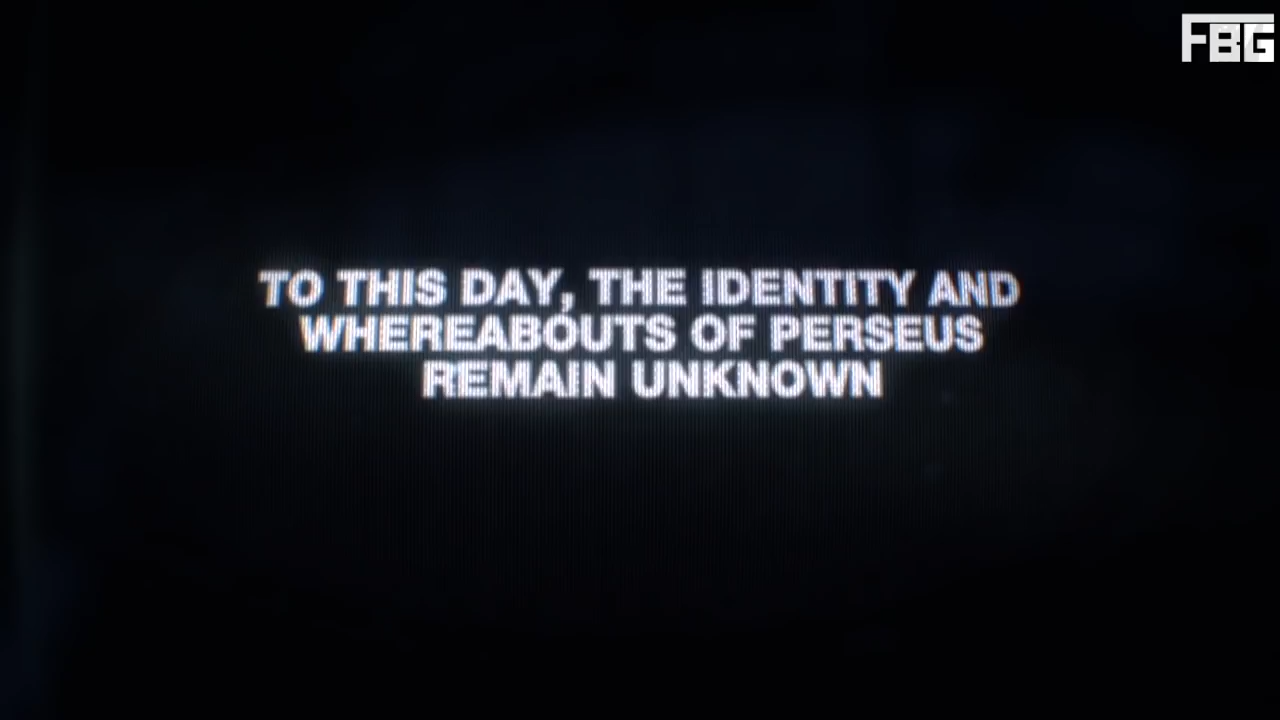 FBG
TO THIS DAY, THE IDENTITY AND
WHEREABOUTS OF PERSEUS
REMAIN UNKNOWN